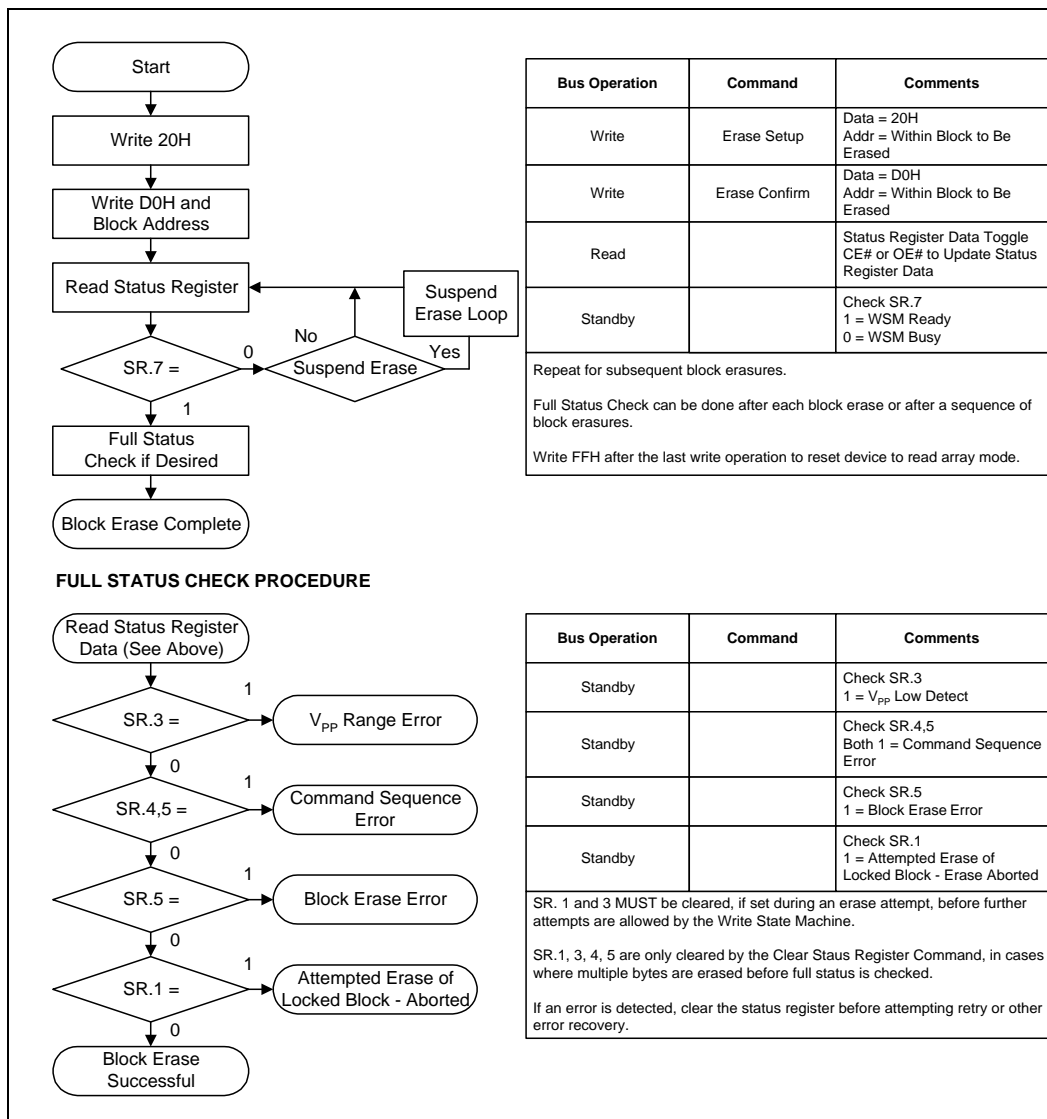 Start
Write 20H
Write D0H and
Block Address
Read Status Register
SR.7 =
0
1
No
Suspend Erase
Yes
Suspend
Erase Loop
Full Status
Check if Desired
Block Erase Complete
Bus Operation Command Comments
Write Erase Setup Data = 20H
Addr = Within Block to Be
Erased
Write Erase Confirm Data = D0H
Addr = Within Block to Be
Erased
Read Status Register Data Toggle
CE# or OE# to Update Status
Register Data
Standby Check SR.7
1 = WSM Ready
0 = WSM Busy
Repeat for subsequent block erasures.
Full Status Check can be done after each block erase or after a sequence of
block erasures.
Write FFH after the last write operation to reset device to read array mode.
FULL STATUS CHECK PROCEDURE
Read Status Register
Data (See Above)
SR.3 =
1
VPP Range Error
0
SR.4,5 =
1
Command Sequence
Error
0
SR.5 =
1
Block Erase Error
0
SR.1 =
1
Attempted Erase of
Locked Block - Aborted
0
Block Erase
Successful
Bus Operation Command Comments
Standby Check SR.3
1 = VPP Low Detect
Standby Check SR.4,5
Both 1 = Command Sequence
Error
Standby Check SR.5
1 = Block Erase Error
Standby Check SR.1
1 = Attempted Erase of
Locked Block - Erase Aborted
SR. 1 and 3 MUST be cleared, if set during an erase attempt, before further
attempts are allowed by the Write State Machine.
SR.1, 3, 4, 5 are only cleared by the Clear Staus Register Command, in cases
where multiple bytes are erased before full status is checked.
If an error is detected, clear the status register before attempting retry or other
error recovery.